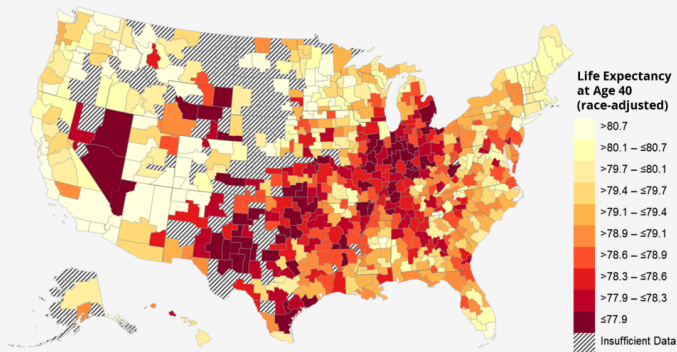 Life Expectancy
at Age 40
(race-adjusted)
>80.7
>80.1 – ≤80.7
>79.7 – ≤80.1
>79.4 – ≤79.7
>79.1 – ≤79.4
>78.9 – ≤79.1
>78.6 – ≤78.9
>78.3 – ≤78.6
>77.9 – ≤78.3
≤77.9
Insufficient Data